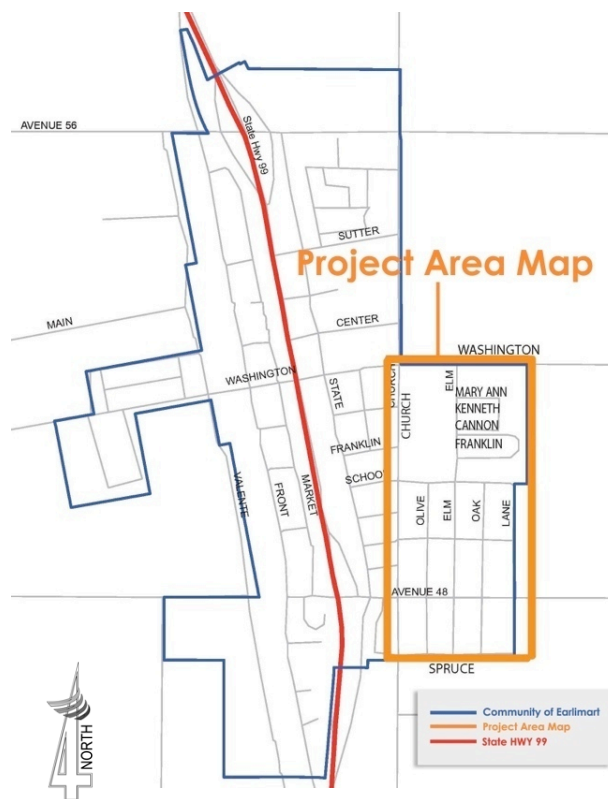 AVENUE 56
State Hwy 99
SUTTER
Project Area Map
CENTER
MAIN
WASHINGTON
WASHINGTON
CHURCH
ELM
MARY ANN
KENNETH
CANNON
FRANKLIN
CHURCH
STATE
FRANKLIN
SCHOOL
VALENTE
FRONT
MARKET
OLIVE
ELM
OAK
LANE
AVENUE 48
SPRUCE
NORTH
Community of Earlimart
Project Area Map
State HWY 99